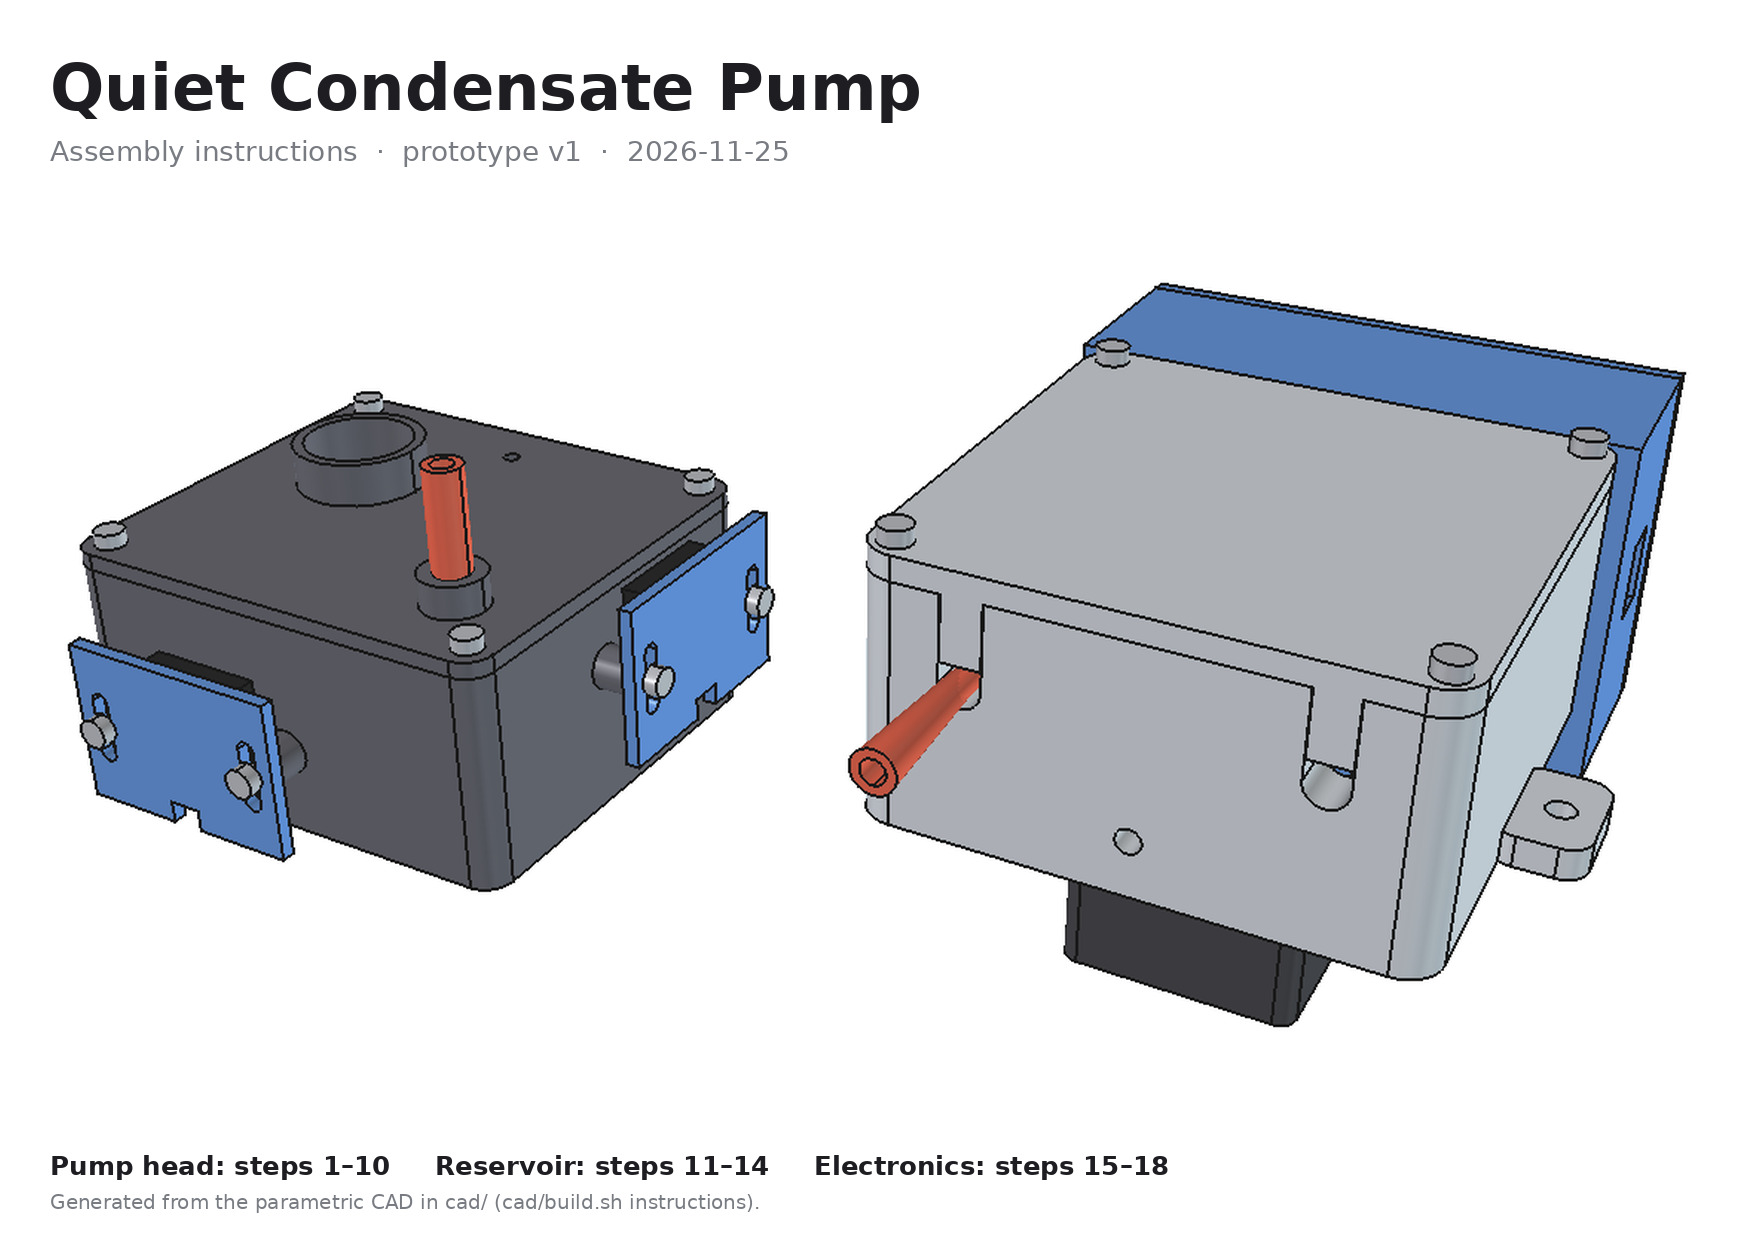 Quiet Condensate Pump
Assembly instructions · prototype v1 · 2026-11-25
Pump head: steps 1–10 Reservoir: steps 11–14 Electronics: steps 15–18
Generated from the parametric CAD in cad/ (cad/build.sh instructions).